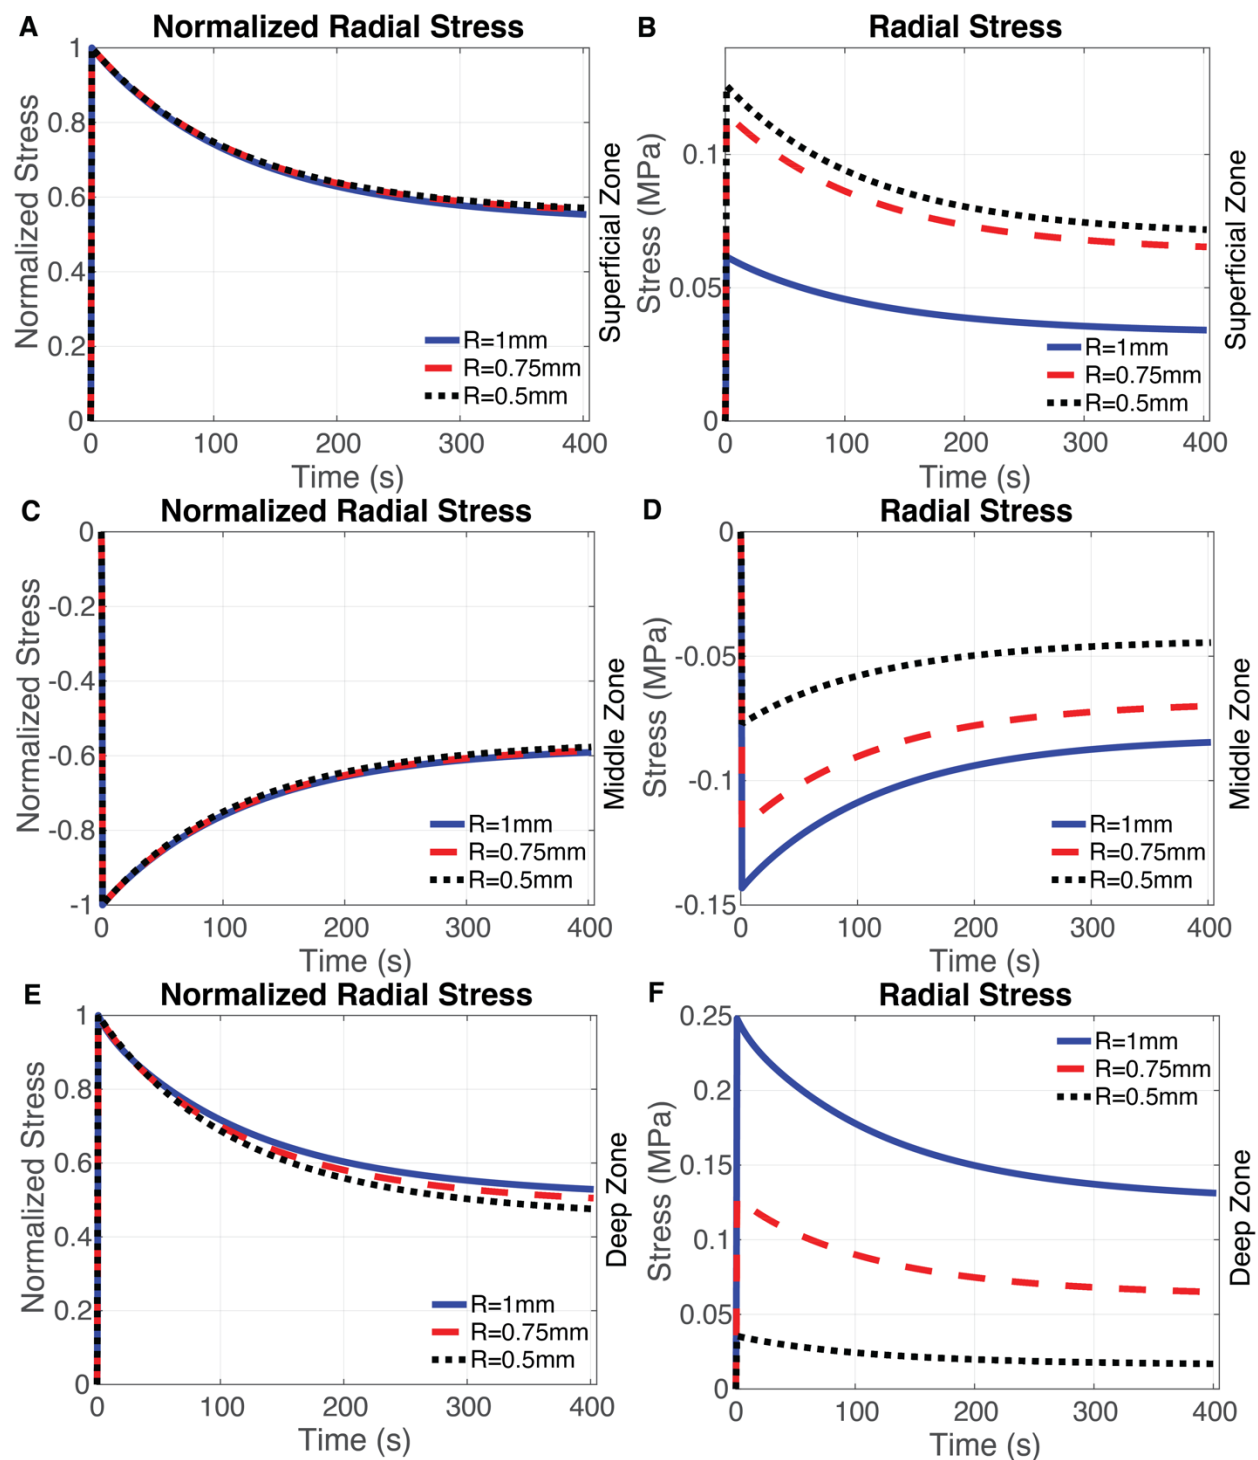 A
Normalized Radial Stress
1
0.8
0.6
0.4
0.2
0
Normalized Stress
0
100
200
300
400
Time (s)
R=1mm
R=0.75mm
R=0.5mm
Superficial Zone
B
Radial Stress
0.1
0.05
0
Stress (MPa)
0
100
200
300
400
Time (s)
R=1mm
R=0.75mm
R=0.5mm
Superficial Zone
C
Normalized Radial Stress
0
-0.2
-0.4
-0.6
-0.8
-1
Normalized Stress
0
100
200
300
400
Time (s)
R=1mm
R=0.75mm
R=0.5mm
Middle Zone
D
Radial Stress
0
-0.05
-0.1
-0.15
Stress (MPa)
0
100
200
300
400
Time (s)
R=1mm
R=0.75mm
R=0.5mm
Middle Zone
E
Normalized Radial Stress
1
0.8
0.6
0.4
0.2
0
Normalized Stress
0
100
200
300
400
Time (s)
R=1mm
R=0.75mm
R=0.5mm
Deep Zone
F
Radial Stress
0.25
0.2
0.15
0.1
0.05
0
Stress (MPa)
0
100
200
300
400
Time (s)
R=1mm
R=0.75mm
R=0.5mm
Deep Zone